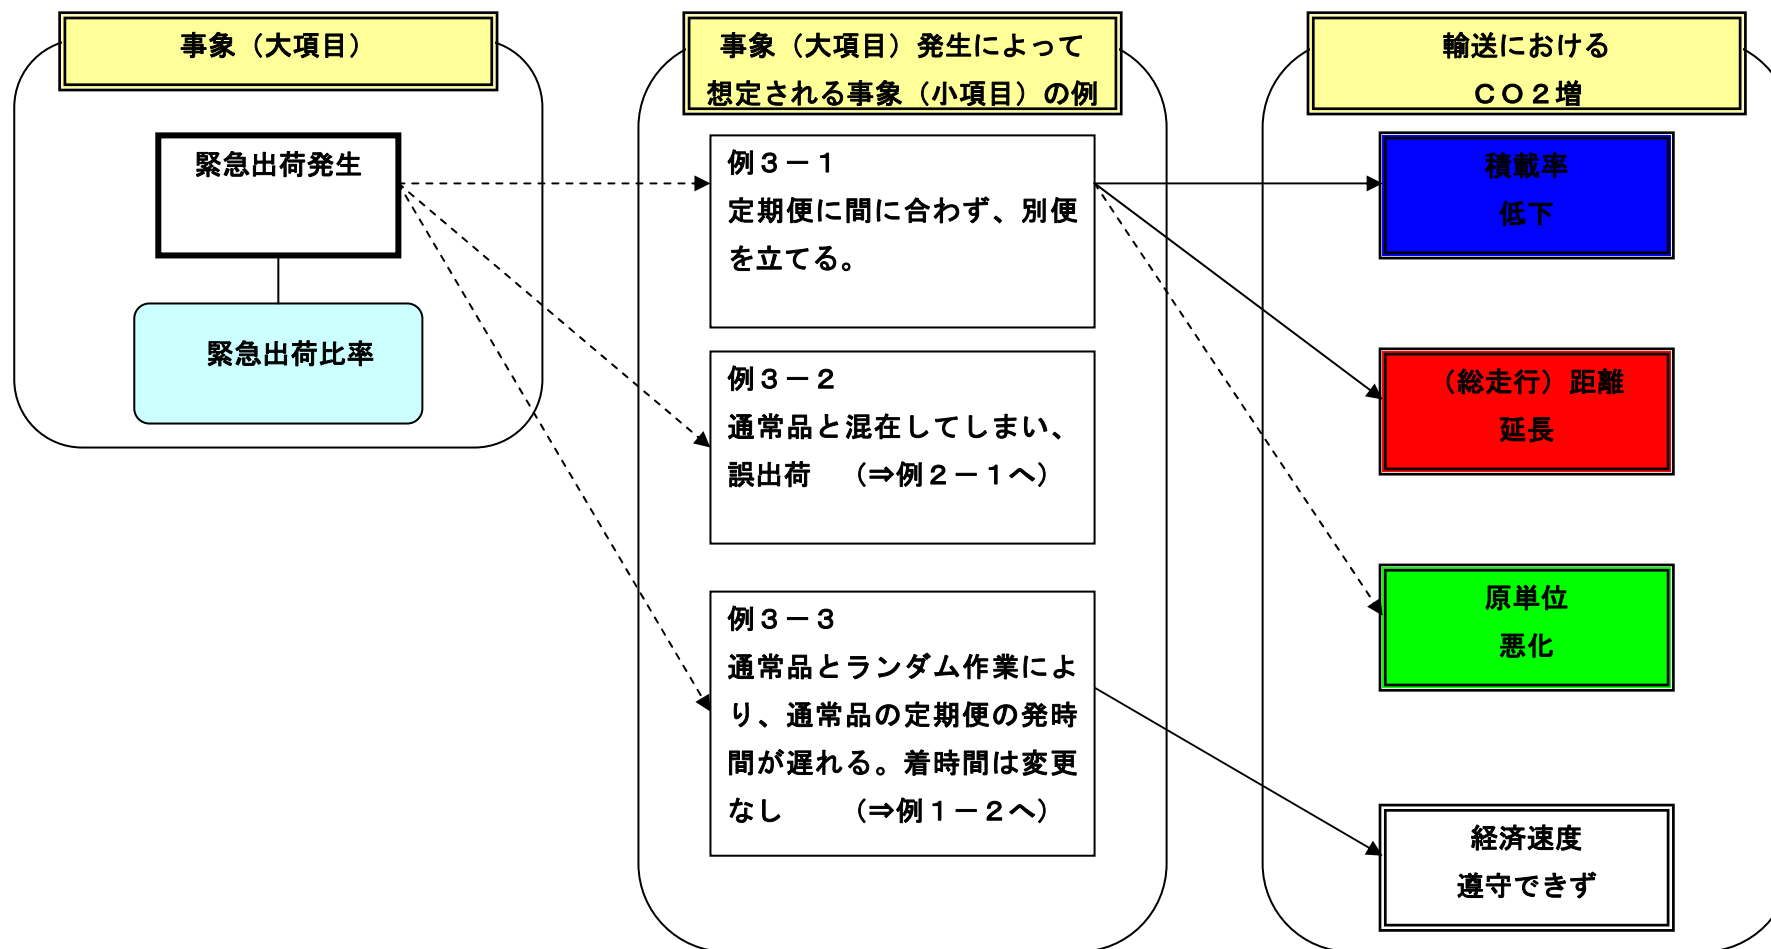 事象（大項目）
緊急出荷発生
緊急出荷比率
事象（大項目）発生によって
想定される事象（小項目）の例
例３－１
定期便に間に合わず、別便
を立てる。
例３－２
通常品と混在してしまい、
誤出荷　（⇒例２－１へ）
例３－３
通常品とランダム作業によ
り、通常品の定期便の発時
間が遅れる。着時間は変更
なし　　（⇒例１－２へ）
輸送における
ＣＯ２増
積載率
低下
（総走行）距離
延長
原単位
悪化
経済速度
遵守できず